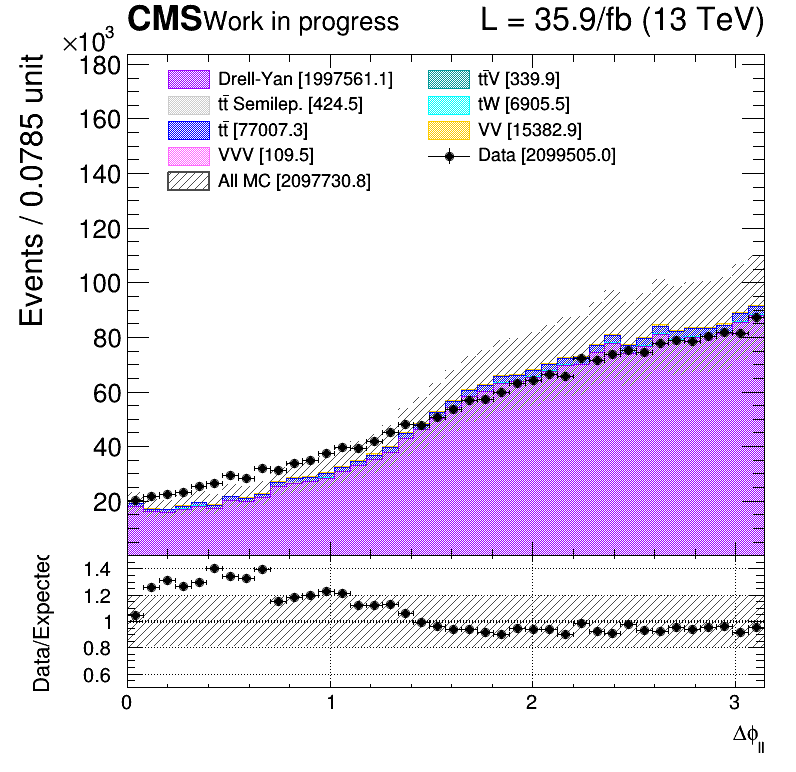 CMS Work in progress L = 35.9/fb (13 TeV)
×10³
Events / 0.0785 unit
180
160
140
120
100
80
60
40
20
Drell-Yan [1997561.1]
tt̄ Semilep. [424.5]
tt̄ [77007.3]
VVV [109.5]
All MC [2097730.8]
tt̄V [339.9]
tW [6905.5]
VV [15382.9]
Data [2099505.0]
Data/Expected
1.4
1.2
1
0.8
0.6
0 1 2 3
Δϕ_ll